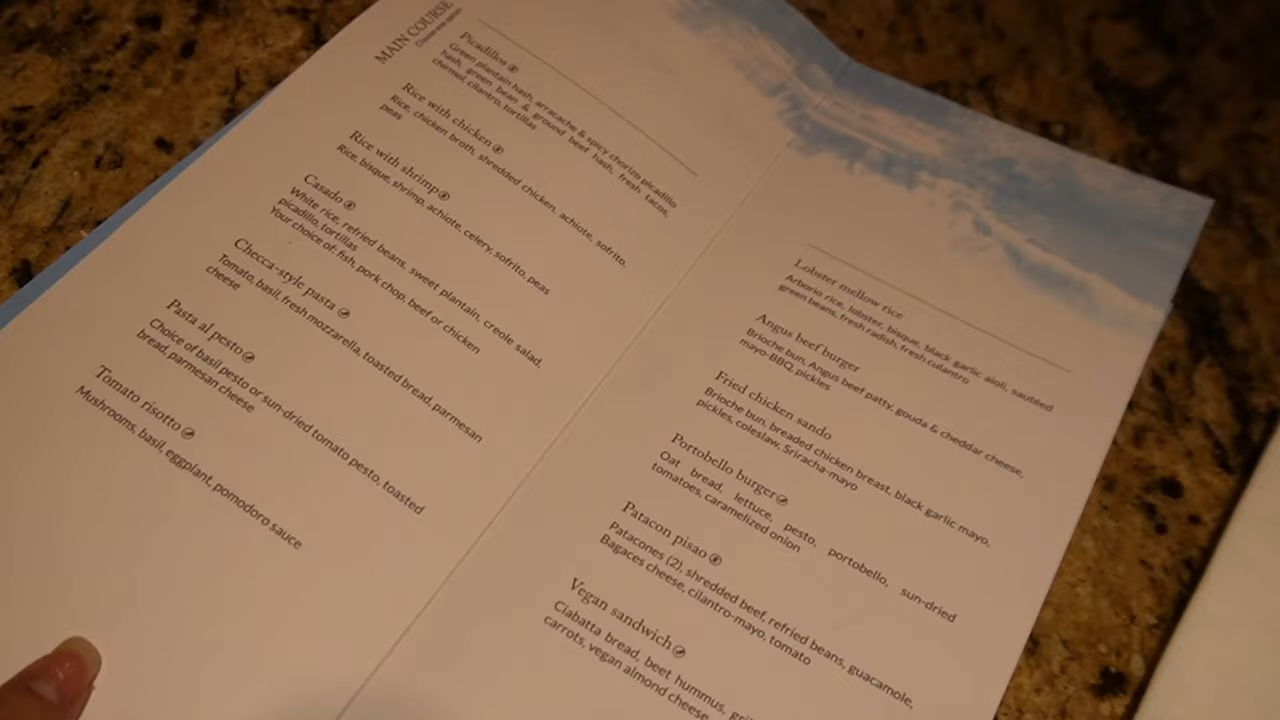 MAIN COURSE
Picadillos
Green plantain hash, arracache & spicy chorizo picadillo
hash, green bean & ground beef hash, fresh tacos,
chirmol, cilantro, tortillas
Rice with chicken
Rice, chicken broth, shredded chicken, achiote, sofrito,
peas
Rice with shrimp
Rice, bisque, shrimp, achiote, celery, sofrito, peas
Casado
White rice, refried beans, sweet plantain, creole salad,
picadillo, tortillas
Your choice of: fish, pork chop, beef or chicken
Checca-style pasta
Tomato, basil, fresh mozzarella, toasted bread, parmesan
cheese
Pasta al pesto
Choice of basil pesto or sun-dried tomato pesto, toasted
bread, parmesan cheese
Tomato risotto
Mushrooms, basil, eggplant, pomodoro sauce
Lobster mellow rice
Arborio rice, lobster, bisque, black garlic aioli, sautéed
green beans, fresh radish, fresh culantro
Angus beef burger
Brioche bun, Angus beef patty, gouda & cheddar cheese,
mayo-BBQ, pickles
Fried chicken sando
Brioche bun, breaded chicken breast, black garlic mayo,
pickles, coleslaw, Sriracha-mayo
Portobello burger
Oat bread, lettuce, pesto, portobello, sun-dried
tomatoes, caramelized onion
Patacon pisao
Patacones (2), shredded beef, refried beans, guacamole,
Bagaces cheese, cilantro-mayo, tomato
Vegan sandwich
Ciabatta bread, beet hummus,
carrots, vegan almond cheese